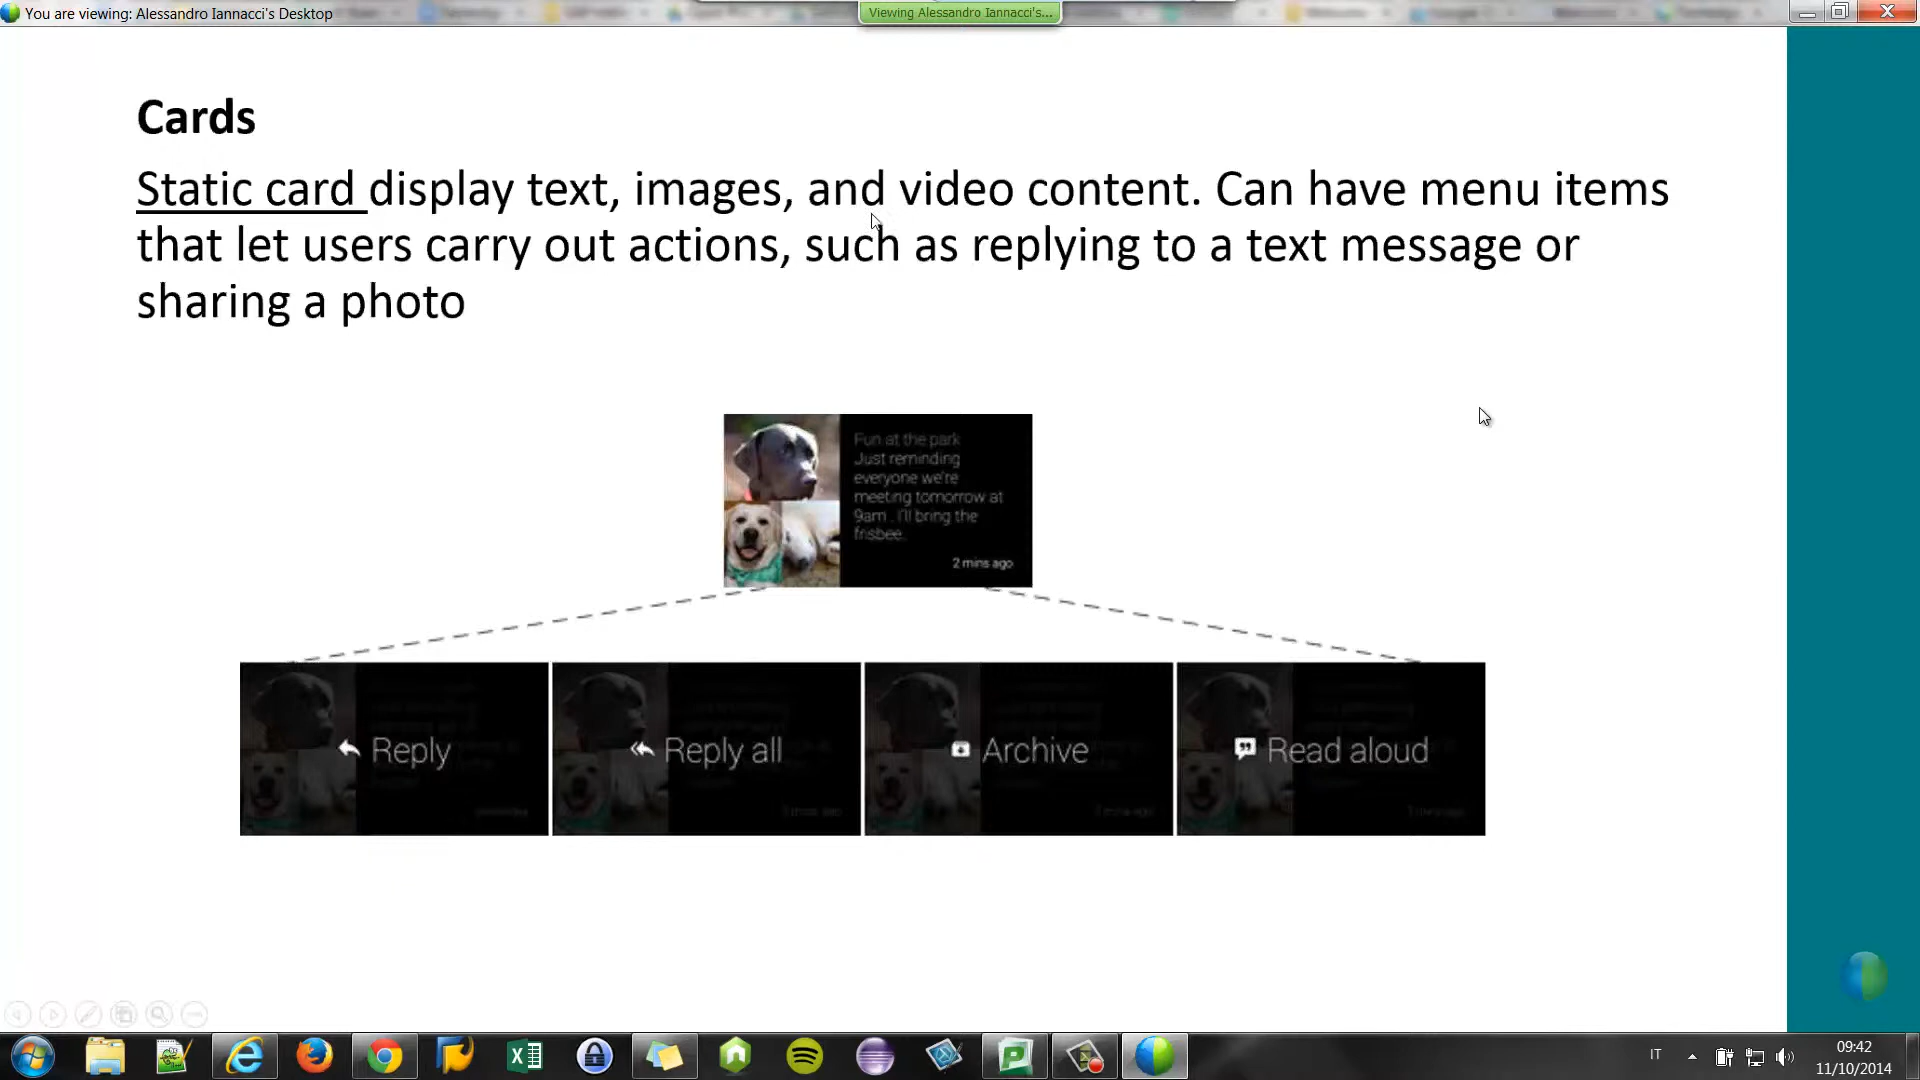 You are viewing: Alessandro Iannacci's Desktop
Viewing Alessandro Iannacci's...
Cards
Static card display text, images, and video content. Can have menu items
that let users carry out actions, such as replying to a text message or
sharing a photo
Fun at the park
Just reminding
everyone we're
meeting tomorrow at
9am . I'll bring the
frisbee.
2 mins ago
Reply
Reply all
Archive
Read aloud
IT
09:42
11/10/2014